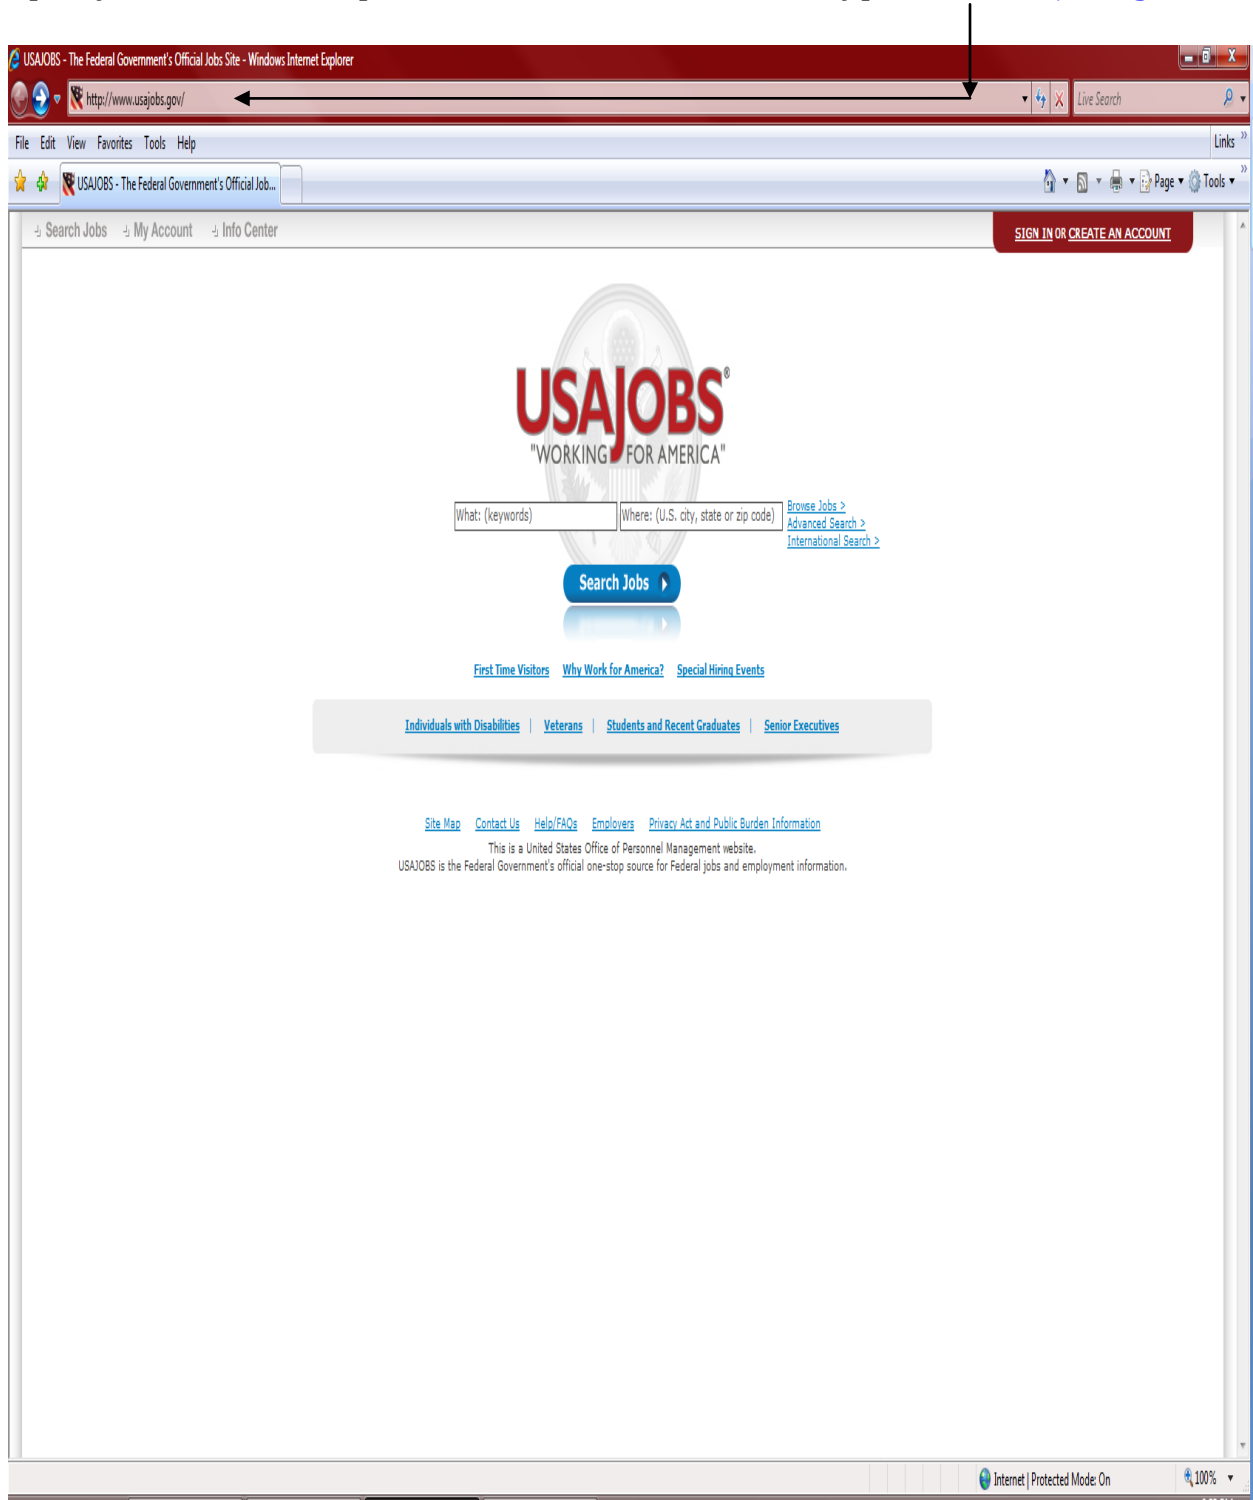 USAJOBS - The Federal Government's Official Jobs Site - Windows Internet Explorer
http://www.usajobs.gov/
Live Search
File Edit View Favorites Tools Help
Links
USAJOBS - The Federal Government's Official Job...
Page Tools
Search Jobs My Account Info Center
SIGN IN OR CREATE AN ACCOUNT
USAJOBS®
"WORKING FOR AMERICA"
What: (keywords) Where: (U.S. city, state or zip code)
Browse Jobs >
Advanced Search >
International Search >
Search Jobs
First Time Visitors Why Work for America? Special Hiring Events
Individuals with Disabilities | Veterans | Students and Recent Graduates | Senior Executives
Site Map Contact Us Help/FAQs Employers Privacy Act and Public Burden Information
This is a United States Office of Personnel Management website.
USAJOBS is the Federal Government's official one-stop source for Federal jobs and employment information.
Internet | Protected Mode: On
100%